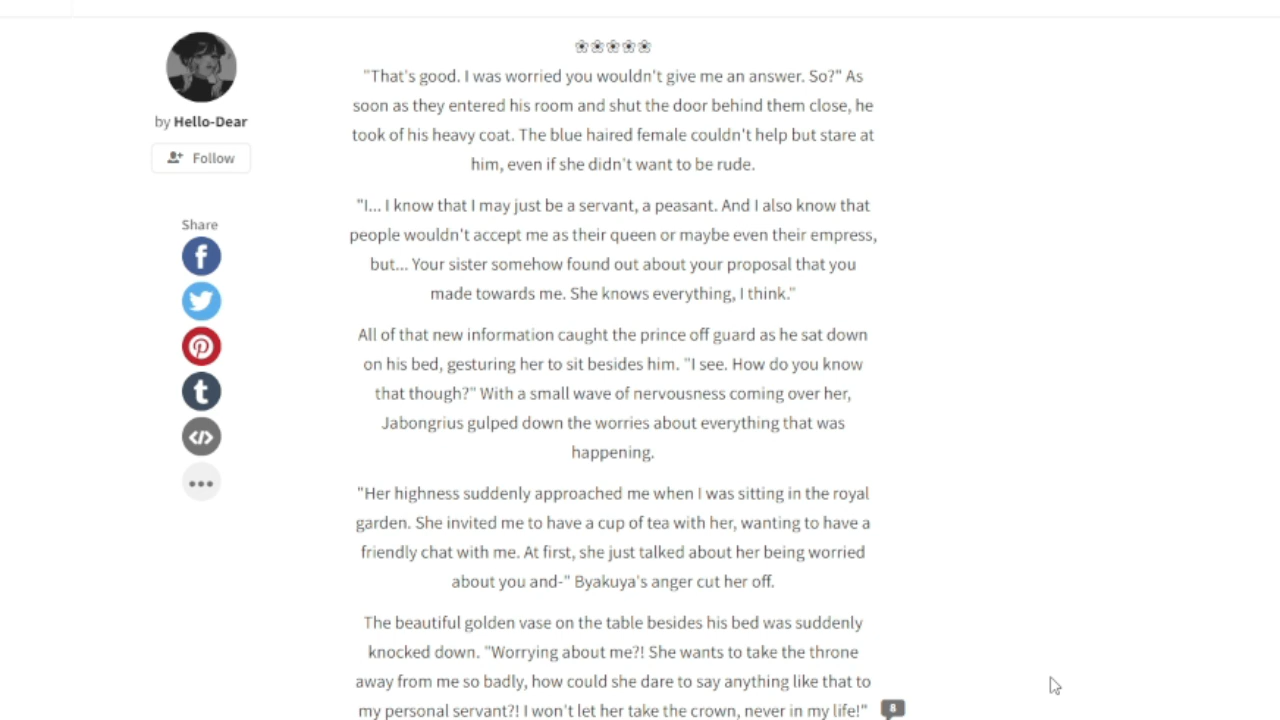 ❀❀❀❀❀
"That's good. I was worried you wouldn't give me an answer. So?" As
soon as they entered his room and shut the door behind them close, he
took of his heavy coat. The blue haired female couldn't help but stare at
him, even if she didn't want to be rude.
by Hello-Dear
Follow
"I... I know that I may just be a servant, a peasant. And I also know that
people wouldn't accept me as their queen or maybe even their empress,
but... Your sister somehow found out about your proposal that you
made towards me. She knows everything, I think."
Share
All of that new information caught the prince off guard as he sat down
on his bed, gesturing her to sit besides him. "I see. How do you know
that though?" With a small wave of nervousness coming over her,
Jabongrius gulped down the worries about everything that was
happening.
"Her highness suddenly approached me when I was sitting in the royal
garden. She invited me to have a cup of tea with her, wanting to have a
friendly chat with me. At first, she just talked about her being worried
about you and-" Byakuya's anger cut her off.
The beautiful golden vase on the table besides his bed was suddenly
knocked down. "Worrying about me?! She wants to take the throne
away from me so badly, how could she dare to say anything like that to
my personal servant?! I won't let her take the crown, never in my life!"
8